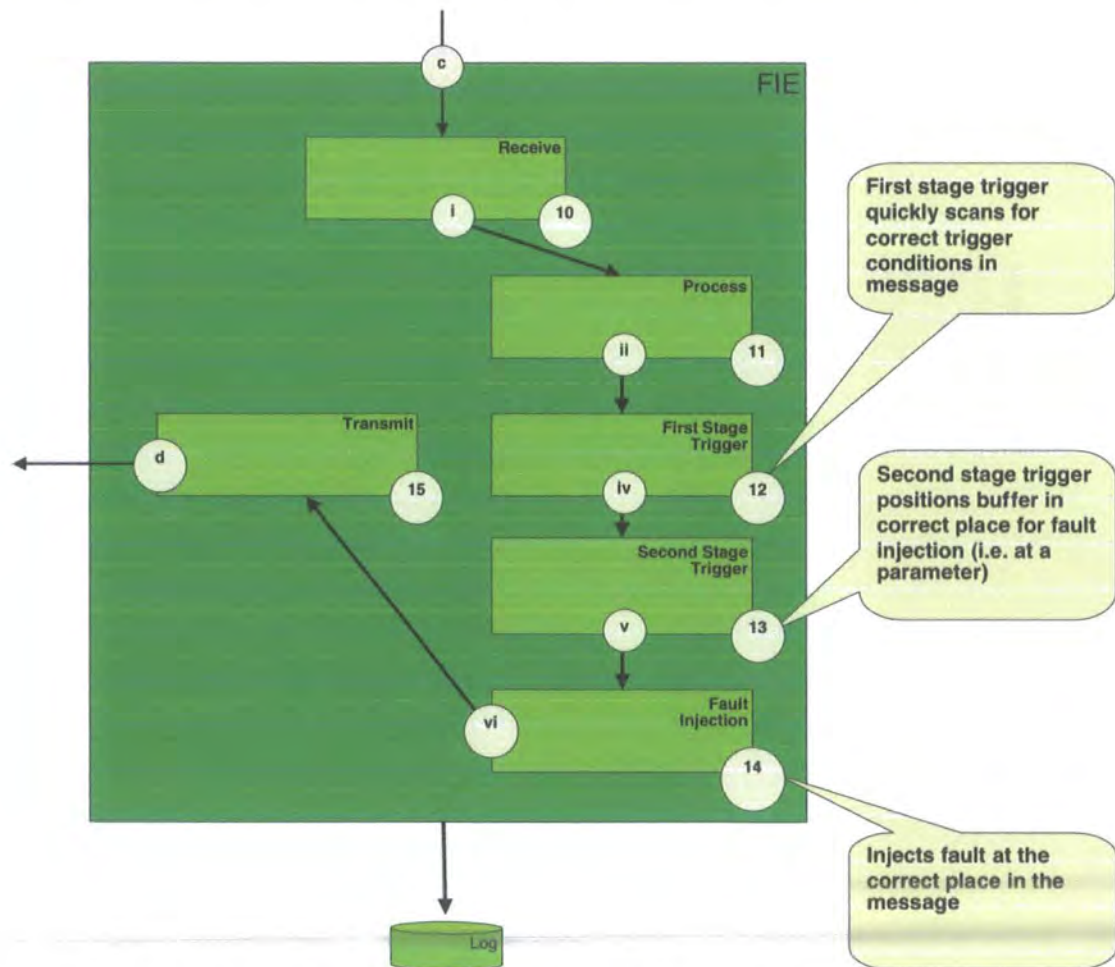 c
FIE
Receive
i
10
First stage trigger
quickly scans for
correct trigger
conditions in
message
Process
ii
11
Transmit
First Stage
Trigger
d
15
iv
12
Second stage trigger
positions buffer in
correct place for fault
injection (i.e. at a
parameter)
Second Stage
Trigger
v
13
Fault
Injection
vi
14
Injects fault at the
correct place in the
message
Log